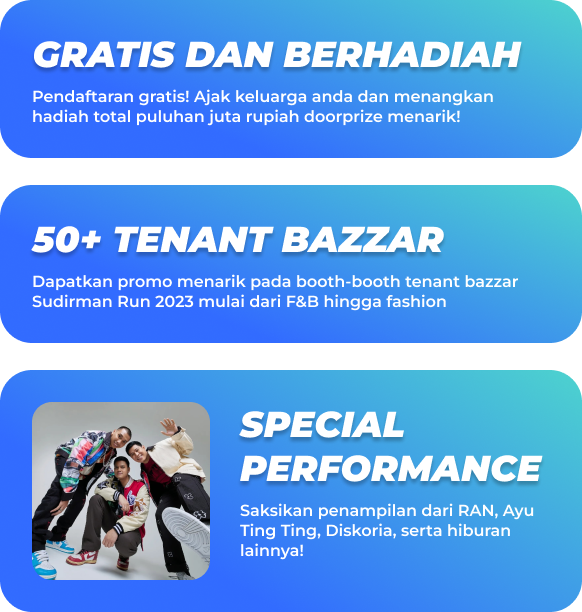 GRATIS DAN BERHADIAH
Pendaftaran gratis! Ajak keluarga anda dan menangkan
hadiah total puluhan juta rupiah doorprize menarik!
50+ TENANT BAZZAR
Dapatkan promo menarik pada booth-booth tenant bazzar
Sudirman Run 2023 mulai dari F&B hingga fashion
SPECIAL
PERFORMANCE
Saksikan penampilan dari RAN, Ayu
Ting Ting, Diskoria, serta hiburan
lainnya!